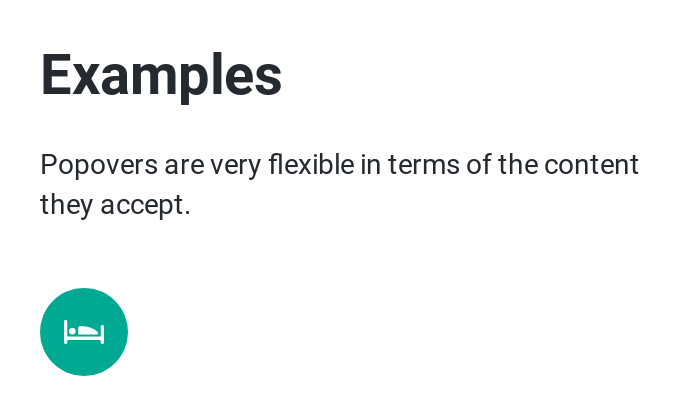 Examples
Popovers are very flexible in terms of the content
they accept.